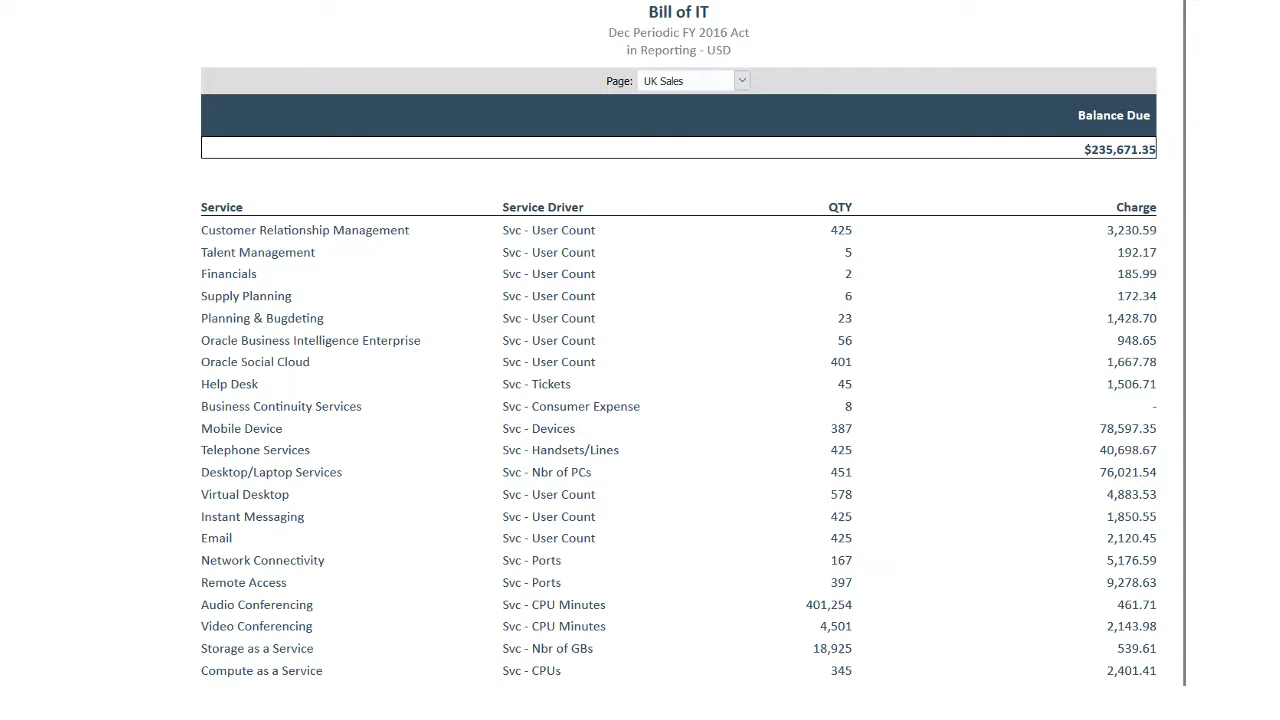 Bill of IT
Dec Periodic FY 2016 Act
in Reporting - USD
Page: UK Sales
Balance Due
$235,671.35
Service Service Driver QTY Charge
Customer Relationship Management Svc - User Count 425 3,230.59
Talent Management Svc - User Count 5 192.17
Financials Svc - User Count 2 185.99
Supply Planning Svc - User Count 6 172.34
Planning & Bugdeting Svc - User Count 23 1,428.70
Oracle Business Intelligence Enterprise Svc - User Count 56 948.65
Oracle Social Cloud Svc - User Count 401 1,667.78
Help Desk Svc - Tickets 45 1,506.71
Business Continuity Services Svc - Consumer Expense 8 -
Mobile Device Svc - Devices 387 78,597.35
Telephone Services Svc - Handsets/Lines 425 40,698.67
Desktop/Laptop Services Svc - Nbr of PCs 451 76,021.54
Virtual Desktop Svc - User Count 578 4,883.53
Instant Messaging Svc - User Count 425 1,850.55
Email Svc - User Count 425 2,120.45
Network Connectivity Svc - Ports 167 5,176.59
Remote Access Svc - Ports 397 9,278.63
Audio Conferencing Svc - CPU Minutes 401,254 461.71
Video Conferencing Svc - CPU Minutes 4,501 2,143.98
Storage as a Service Svc - Nbr of GBs 18,925 539.61
Compute as a Service Svc - CPUs 345 2,401.41